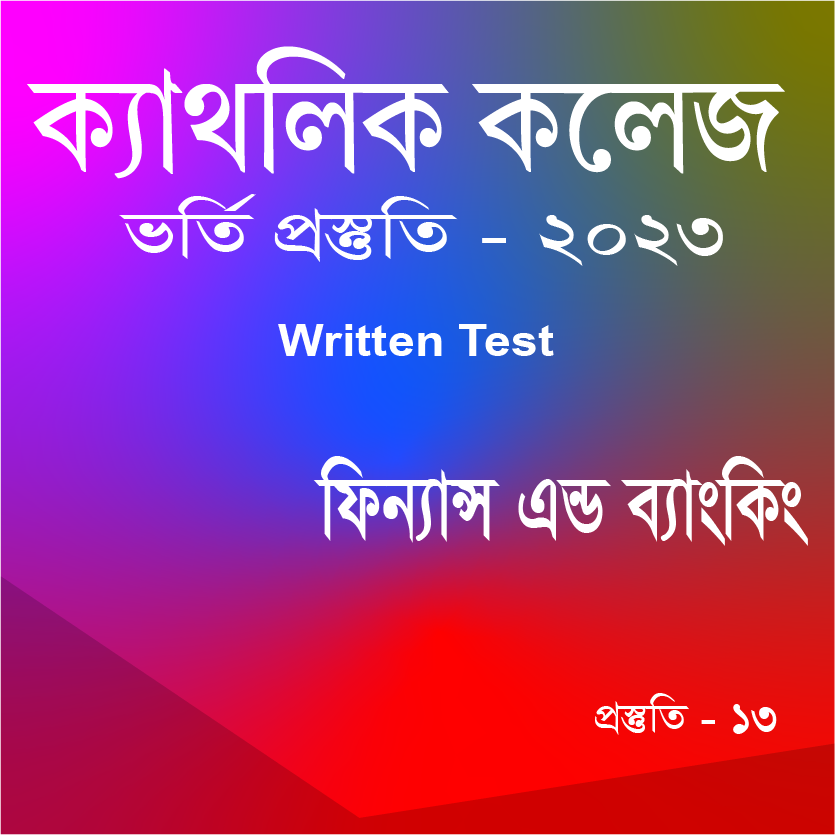 ক্যাথলিক কলেজ
ভর্তি প্রস্তুতি - ২০২৩
Written Test
ফিন্যান্স এন্ড ব্যাংকিং
প্রস্তুতি - ১৩